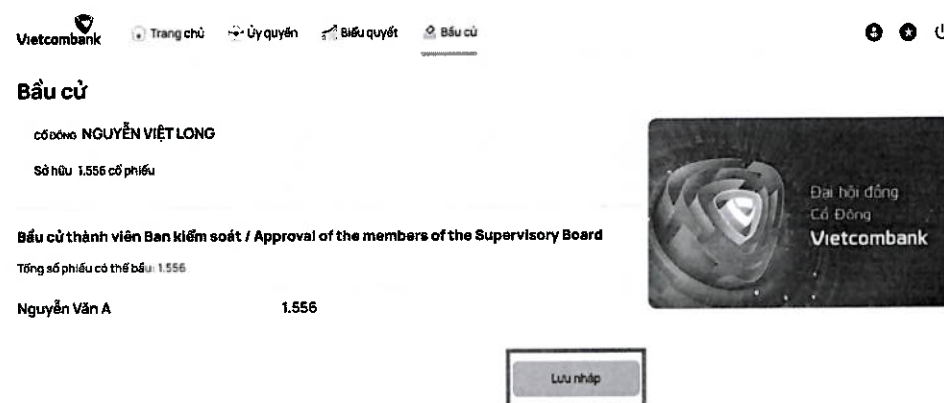 Vietcombank
Trang chủ
Ủy quyền
Biểu quyết
Bầu cử
Bầu cử
CỔ ĐÔNG NGUYỄN VIỆT LONG
Sở hữu 1.556 cổ phiếu
Đại hội đồng
Cổ Đông
Vietcombank
Bầu cử thành viên Ban kiểm soát / Approval of the members of the Supervisory Board
Tổng số phiếu có thể bầu: 1.556
Nguyễn Văn A 1.556
Lưu nháp